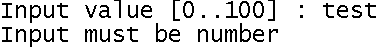 Input value [0..100] : test
Input must be number